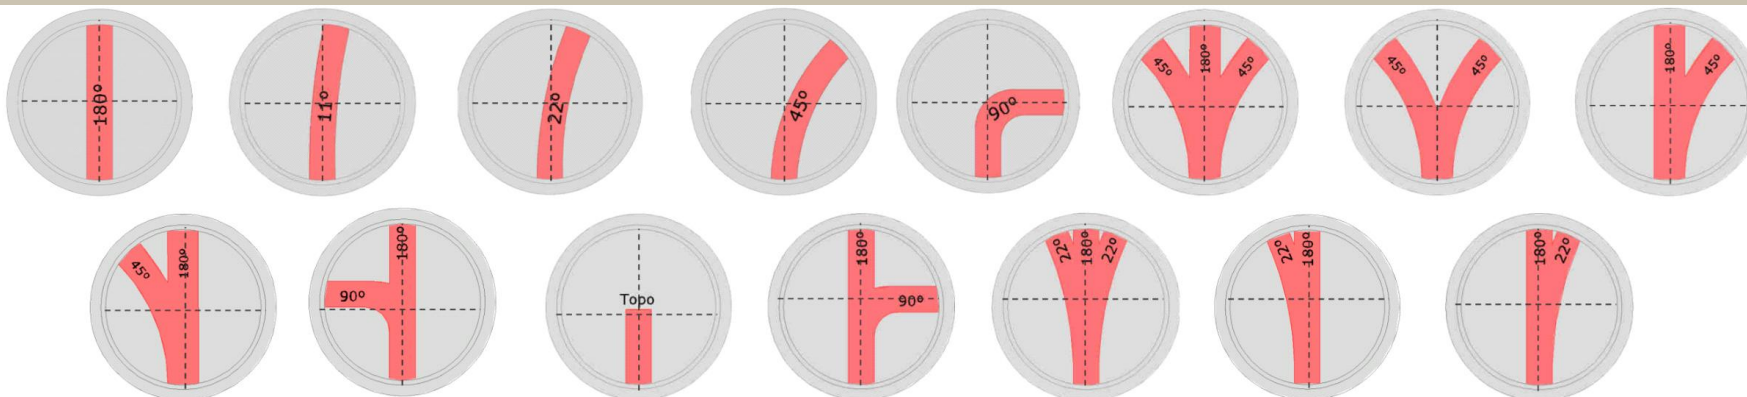 180º
11º
22º
45º
90º
45º 180º 45º
45º 45º
180º 45º
45º 180º
90º 180º
Topo
180º 90º
22º 180º 22º
22º 180º
180º 22º